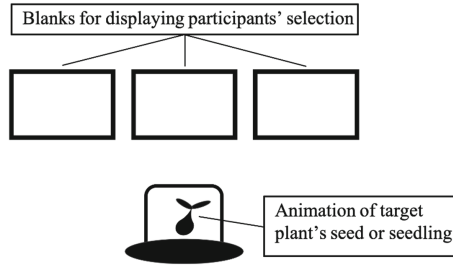 Blanks for displaying participants’ selection
Animation of target
plant’s seed or seedling